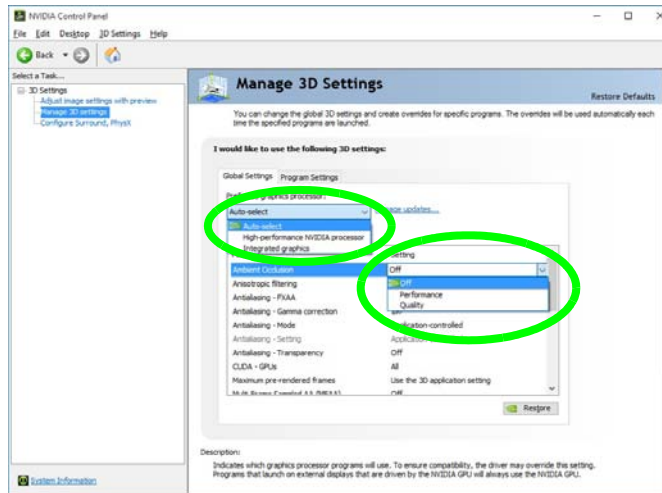 NVIDIA Control Panel
File Edit Desktop 3D Settings Help
Back
Select a Task...
3D Settings
Adjust image settings with preview
Manage 3D settings
Configure Surround, PhysX
Manage 3D Settings
Restore Defaults
You can change the global 3D settings and create overrides for specific programs. The overrides will be used automatically each
time the specified programs are launched.
I would like to use the following 3D settings:
Global Settings Program Settings
graphics processor:
Auto-select
updates...
Auto-select
High-performance NVIDIA processor
Integrated graphics
Setting
Ambient Occlusion Off
Off
Performance
Quality
Anisotropic filtering
Antialiasing - FXAA
Antialiasing - Gamma correction
Antialiasing - Mode Application-controlled
Antialiasing - Setting
Antialiasing - Transparency Off
CUDA - GPUs All
Maximum pre-rendered frames Use the 3D application setting
Restore
Description:
Indicates which graphics processor programs will use. To ensure compatibility, the driver may override this setting.
Programs that launch on external displays that are driven by the NVIDIA GPU will always use the NVIDIA GPU.
System Information